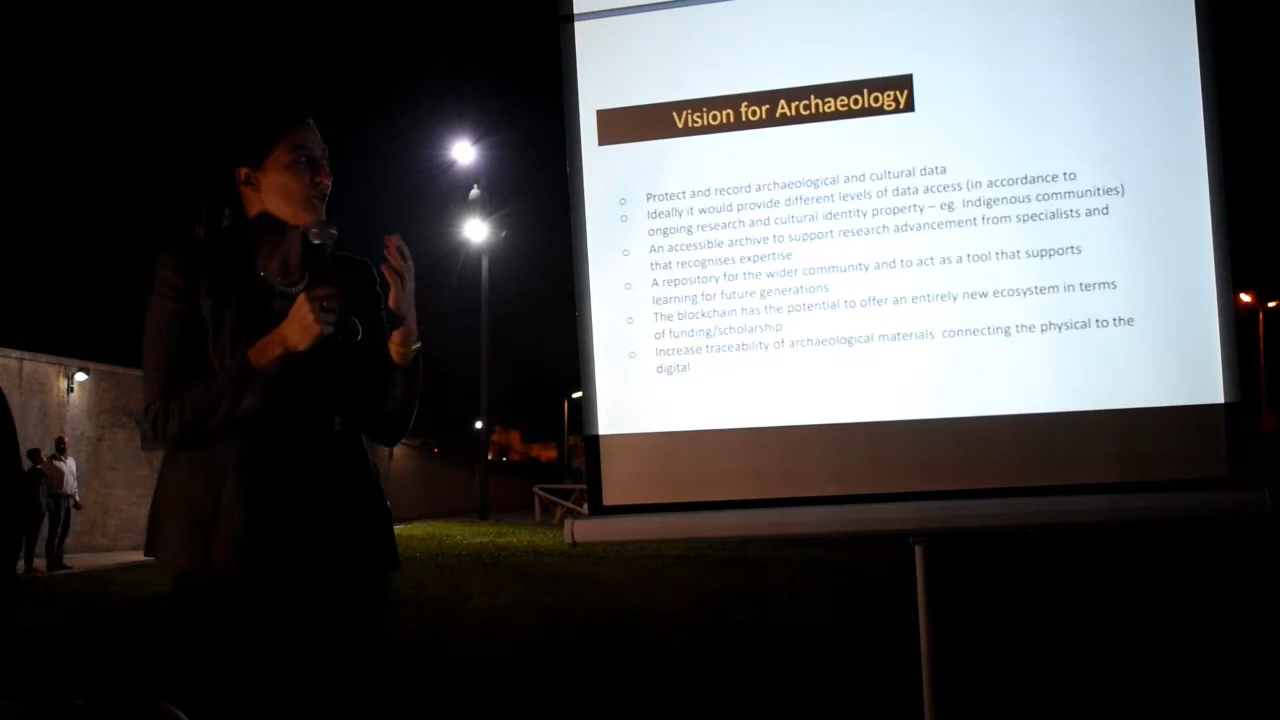 Vision for Archaeology
Protect and record archaeological and cultural data
Ideally it would provide different levels of data access (in accordance to
ongoing research and cultural identity property – eg. Indigenous communities)
An accessible archive to support research advancement from specialists and
that recognises expertise
A repository for the wider community and to act as a tool that supports
learning for future generations
The blockchain has the potential to offer an entirely new ecosystem in terms
of funding/scholarship
Increase traceability of archaeological materials connecting the physical to the
digital